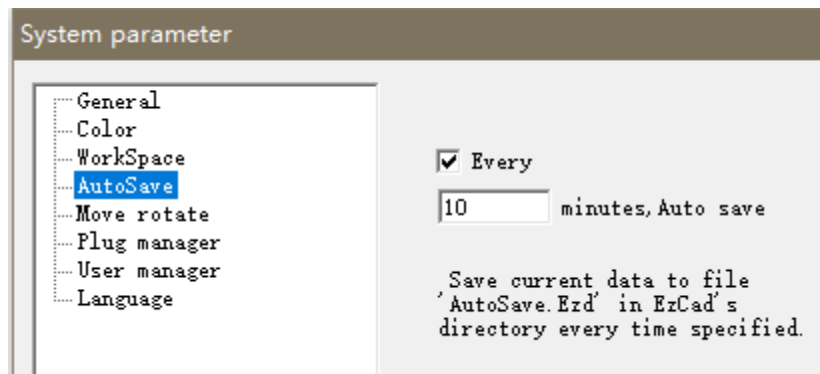 System parameter
General
Color
WorkSpace
AutoSave
Move rotate
Plug manager
User manager
Language
Every
10 minutes, Auto save
Save current data to file
'AutoSave.Ezd' in EzCad's
directory every time specified.